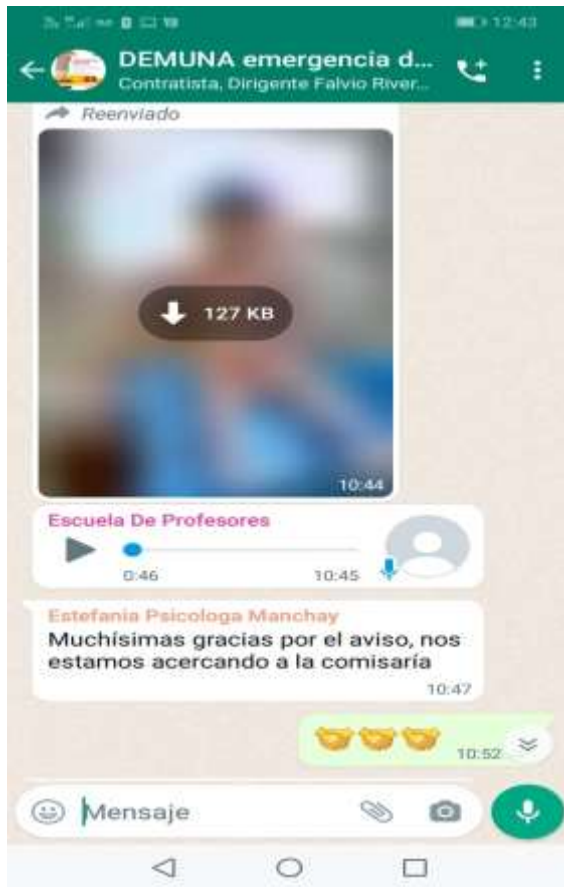 12:43
DEMUNA emergencia d...
Contratista, Dirigente Falvio River...
Reenviado
127 KB
10:44
Escuela De Profesores
0:46 10:45
Estefania Psicologa Manchay
Muchísimas gracias por el aviso, nos
estamos acercando a la comisaría
10:47
🤝🤝🤝 10:52
Mensaje